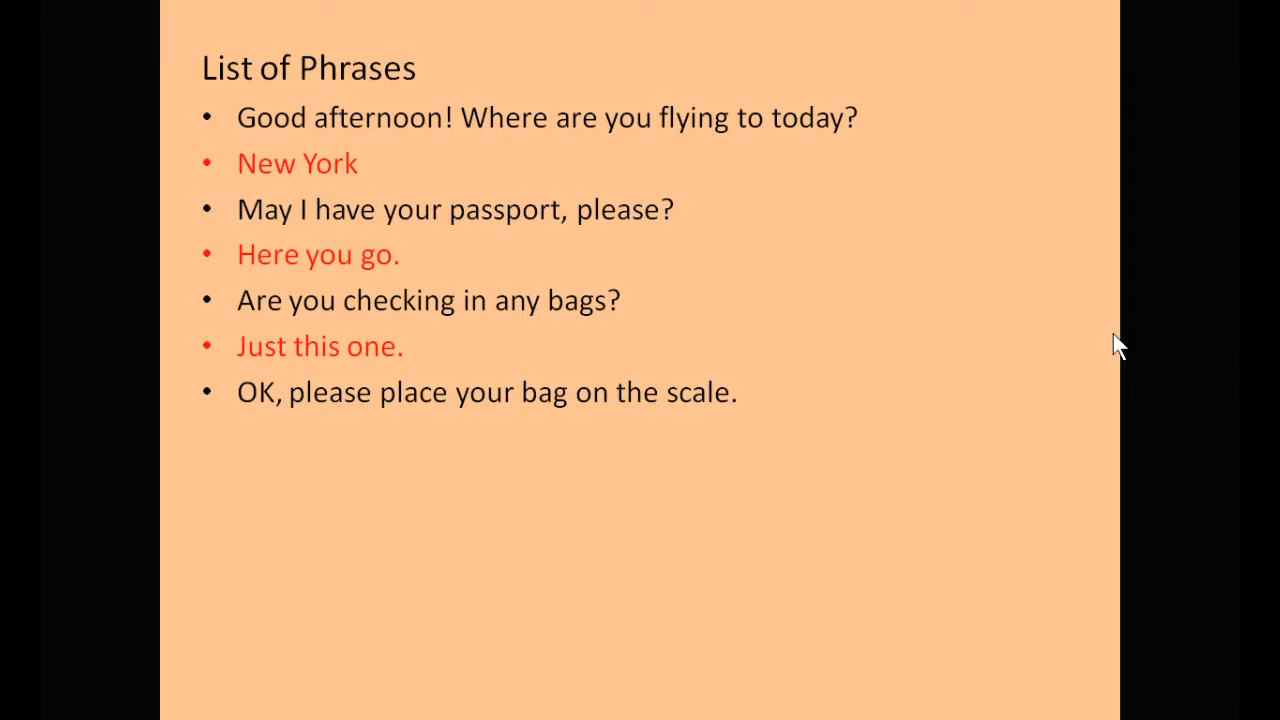 List of Phrases
• Good afternoon! Where are you flying to today?
• New York
• May I have your passport, please?
• Here you go.
• Are you checking in any bags?
• Just this one.
• OK, please place your bag on the scale.